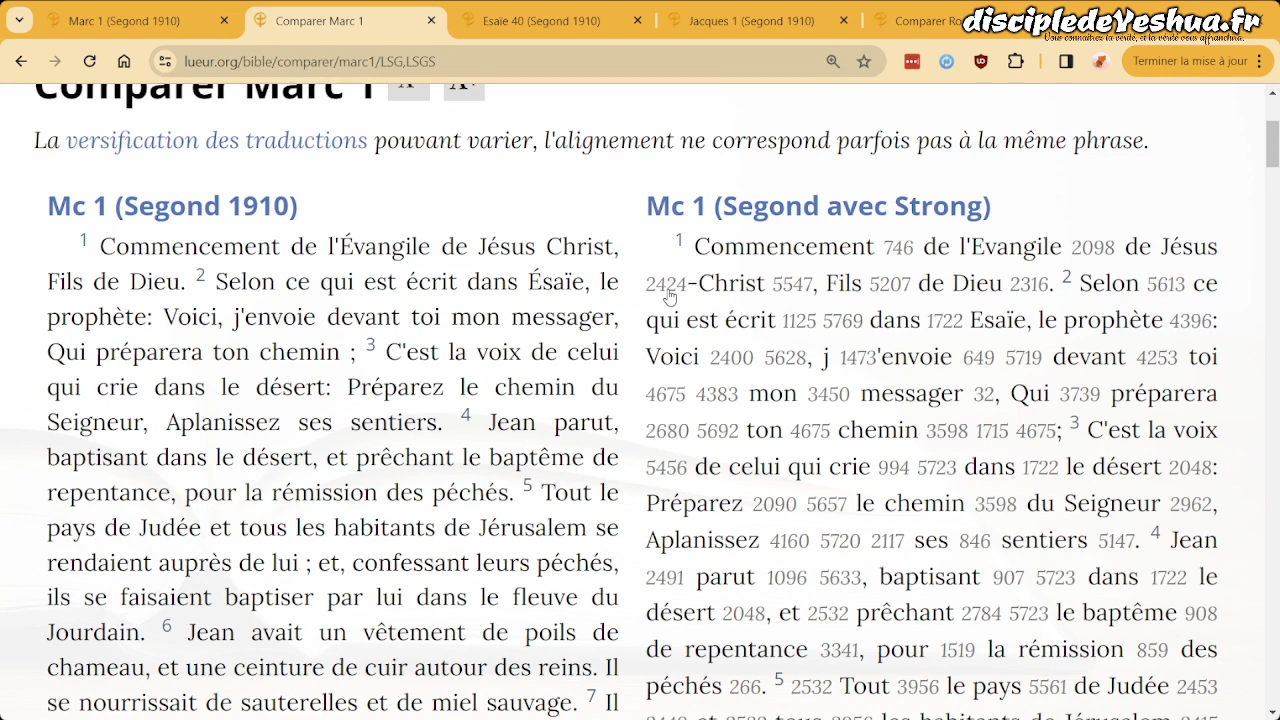 Marc 1 (Segond 1910)
Comparer Marc 1
Esaïe 40 (Segond 1910)
Jacques 1 (Segond 1910)
Comparer Ro
discipledeYeshua.fr
Vous connaîtrez la vérité, et la vérité vous affranchira.
lueur.org/bible/comparer/marc1/LSG,LSGS
Terminer la mise à jour
Comparer Marc 1
La versification des traductions pouvant varier, l'alignement ne correspond parfois pas à la même phrase.
Mc 1 (Segond 1910)
1 Commencement de l'Évangile de Jésus Christ,
Fils de Dieu. 2 Selon ce qui est écrit dans Ésaïe, le
prophète: Voici, j'envoie devant toi mon messager,
Qui préparera ton chemin ; 3 C'est la voix de celui
qui crie dans le désert: Préparez le chemin du
Seigneur, Aplanissez ses sentiers. 4 Jean parut,
baptisant dans le désert, et prêchant le baptême de
repentance, pour la rémission des péchés. 5 Tout le
pays de Judée et tous les habitants de Jérusalem se
rendaient auprès de lui ; et, confessant leurs péchés,
ils se faisaient baptiser par lui dans le fleuve du
Jourdain. 6 Jean avait un vêtement de poils de
chameau, et une ceinture de cuir autour des reins. Il
se nourrissait de sauterelles et de miel sauvage. 7 Il
Mc 1 (Segond avec Strong)
1 Commencement 746 de l'Evangile 2098 de Jésus
2424-Christ 5547, Fils 5207 de Dieu 2316. 2 Selon 5613 ce
qui est écrit 1125 5769 dans 1722 Esaïe, le prophète 4396:
Voici 2400 5628, j 1473'envoie 649 5719 devant 4253 toi
4675 4383 mon 3450 messager 32, Qui 3739 préparera
2680 5692 ton 4675 chemin 3598 1715 4675; 3 C'est la voix
5456 de celui qui crie 994 5723 dans 1722 le désert 2048:
Préparez 2090 5657 le chemin 3598 du Seigneur 2962,
Aplanissez 4160 5720 2117 ses 846 sentiers 5147. 4 Jean
2491 parut 1096 5633, baptisant 907 5723 dans 1722 le
désert 2048, et 2532 prêchant 2784 5723 le baptême 908
de repentance 3341, pour 1519 la rémission 859 des
péchés 266. 5 2532 Tout 3956 le pays 5561 de Judée 2453